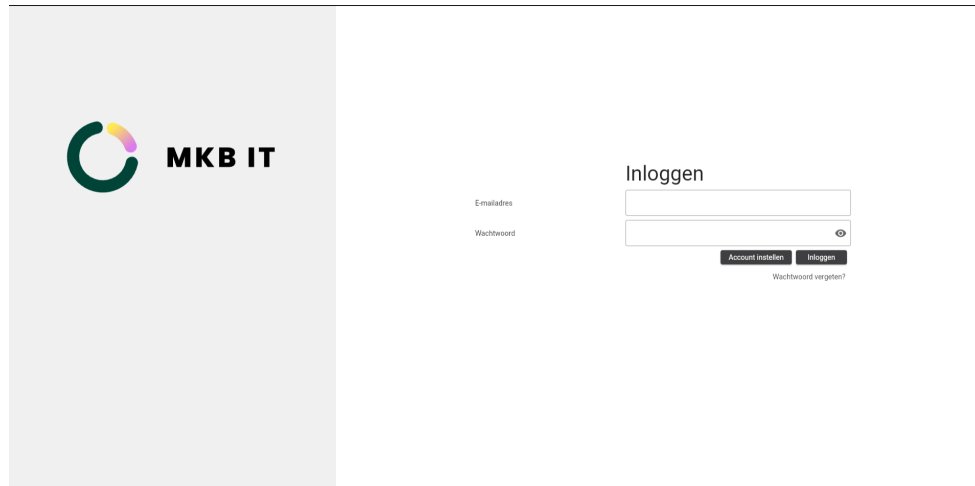 MKB IT
Inloggen
E-mailadres
Wachtwoord
Account instellen Inloggen
Wachtwoord vergeten?